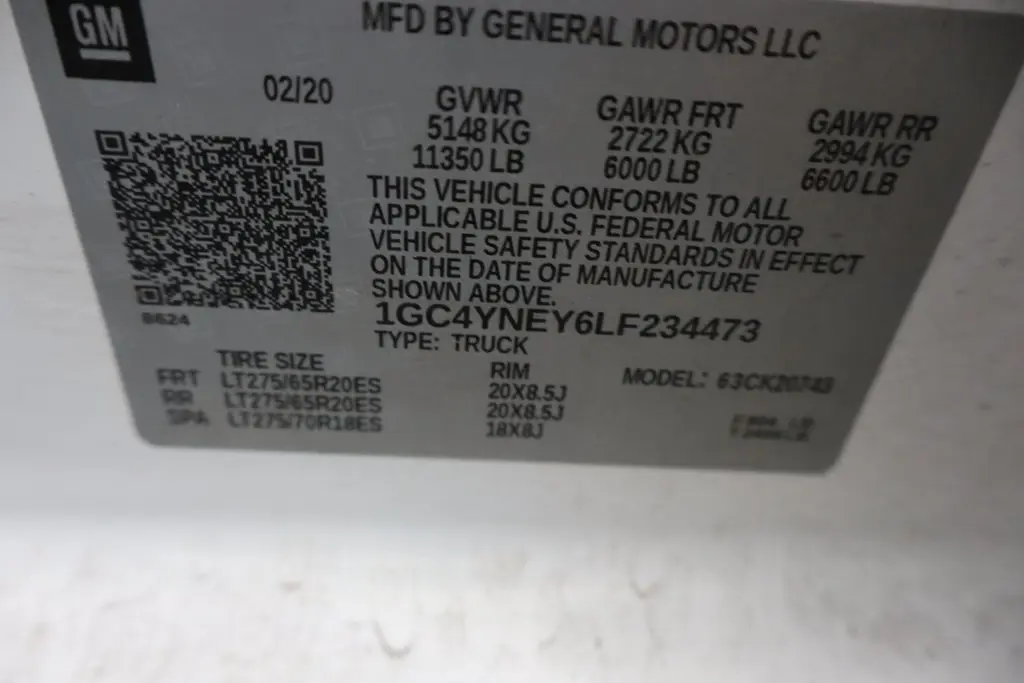 GM
MFD BY GENERAL MOTORS LLC
02/20
GVWR
5148 KG
11350 LB
GAWR FRT
2722 KG
6000 LB
GAWR RR
2994 KG
6600 LB
THIS VEHICLE CONFORMS TO ALL
APPLICABLE U.S. FEDERAL MOTOR
VEHICLE SAFETY STANDARDS IN EFFECT
ON THE DATE OF MANUFACTURE
SHOWN ABOVE.
1GC4YNEY6LF234473
TYPE: TRUCK
8624
TIRE SIZE
RIM
FRT LT275/65R20ES 20X8.5J
RR LT275/65R20ES 20X8.5J
SPA LT275/70R18ES 18X8J
MODEL: 63CK20743